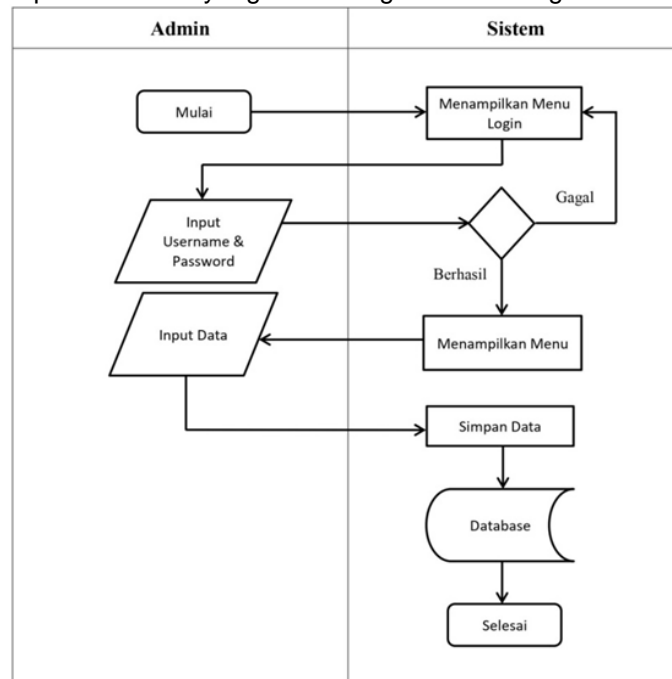 Admin
Sistem
Mulai
Menampilkan Menu
Login
Gagal
Input
Username &
Password
Berhasil
Input Data
Menampilkan Menu
Simpan Data
Database
Selesai